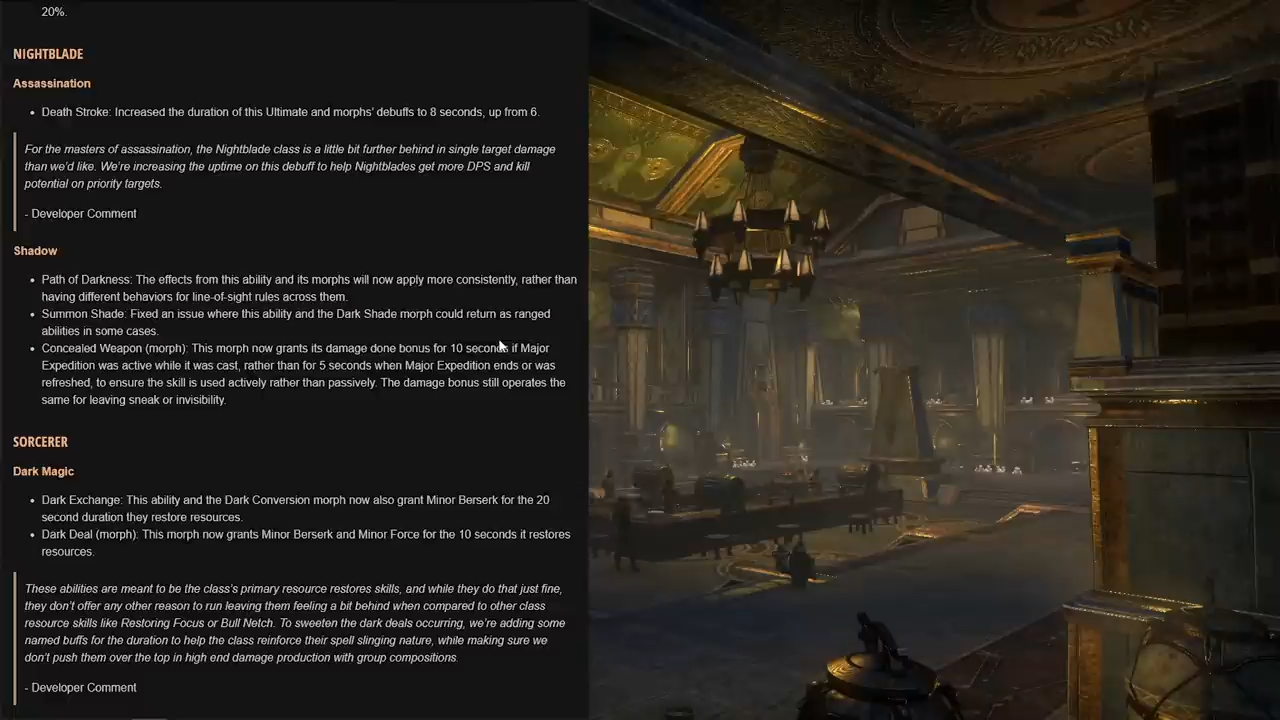 20%.
NIGHTBLADE
Assassination
• Death Stroke: Increased the duration of this Ultimate and morphs' debuffs to 8 seconds, up from 6.
For the masters of assassination, the Nightblade class is a little bit further behind in single target damage
than we'd like. We're increasing the uptime on this debuff to help Nightblades get more DPS and kill
potential on priority targets.
- Developer Comment
Shadow
• Path of Darkness: The effects from this ability and its morphs will now apply more consistently, rather than
having different behaviors for line-of-sight rules across them.
• Summon Shade: Fixed an issue where this ability and the Dark Shade morph could return as ranged
abilities in some cases.
• Concealed Weapon (morph): This morph now grants its damage done bonus for 10 seconds if Major
Expedition was active while it was cast, rather than for 5 seconds when Major Expedition ends or was
refreshed, to ensure the skill is used actively rather than passively. The damage bonus still operates the
same for leaving sneak or invisibility.
SORCERER
Dark Magic
• Dark Exchange: This ability and the Dark Conversion morph now also grant Minor Berserk for the 20
second duration they restore resources.
• Dark Deal (morph): This morph now grants Minor Berserk and Minor Force for the 10 seconds it restores
resources.
These abilities are meant to be the class's primary resource restores skills, and while they do that just fine,
they don't offer any other reason to run leaving them feeling a bit behind when compared to other class
resource skills like Restoring Focus or Bull Netch. To sweeten the dark deals occurring, we're adding some
named buffs for the duration to help the class reinforce their spell slinging nature, while making sure we
don't push them over the top in high end damage production with group compositions.
- Developer Comment